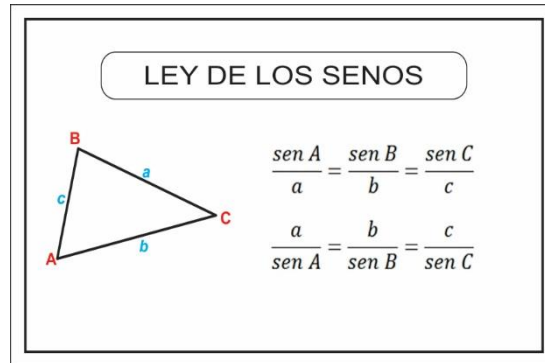 LEY DE LOS SENOS
B
a
c
C
A
b
sen A / a = sen B / b = sen C / c
a / sen A = b / sen B = c / sen C